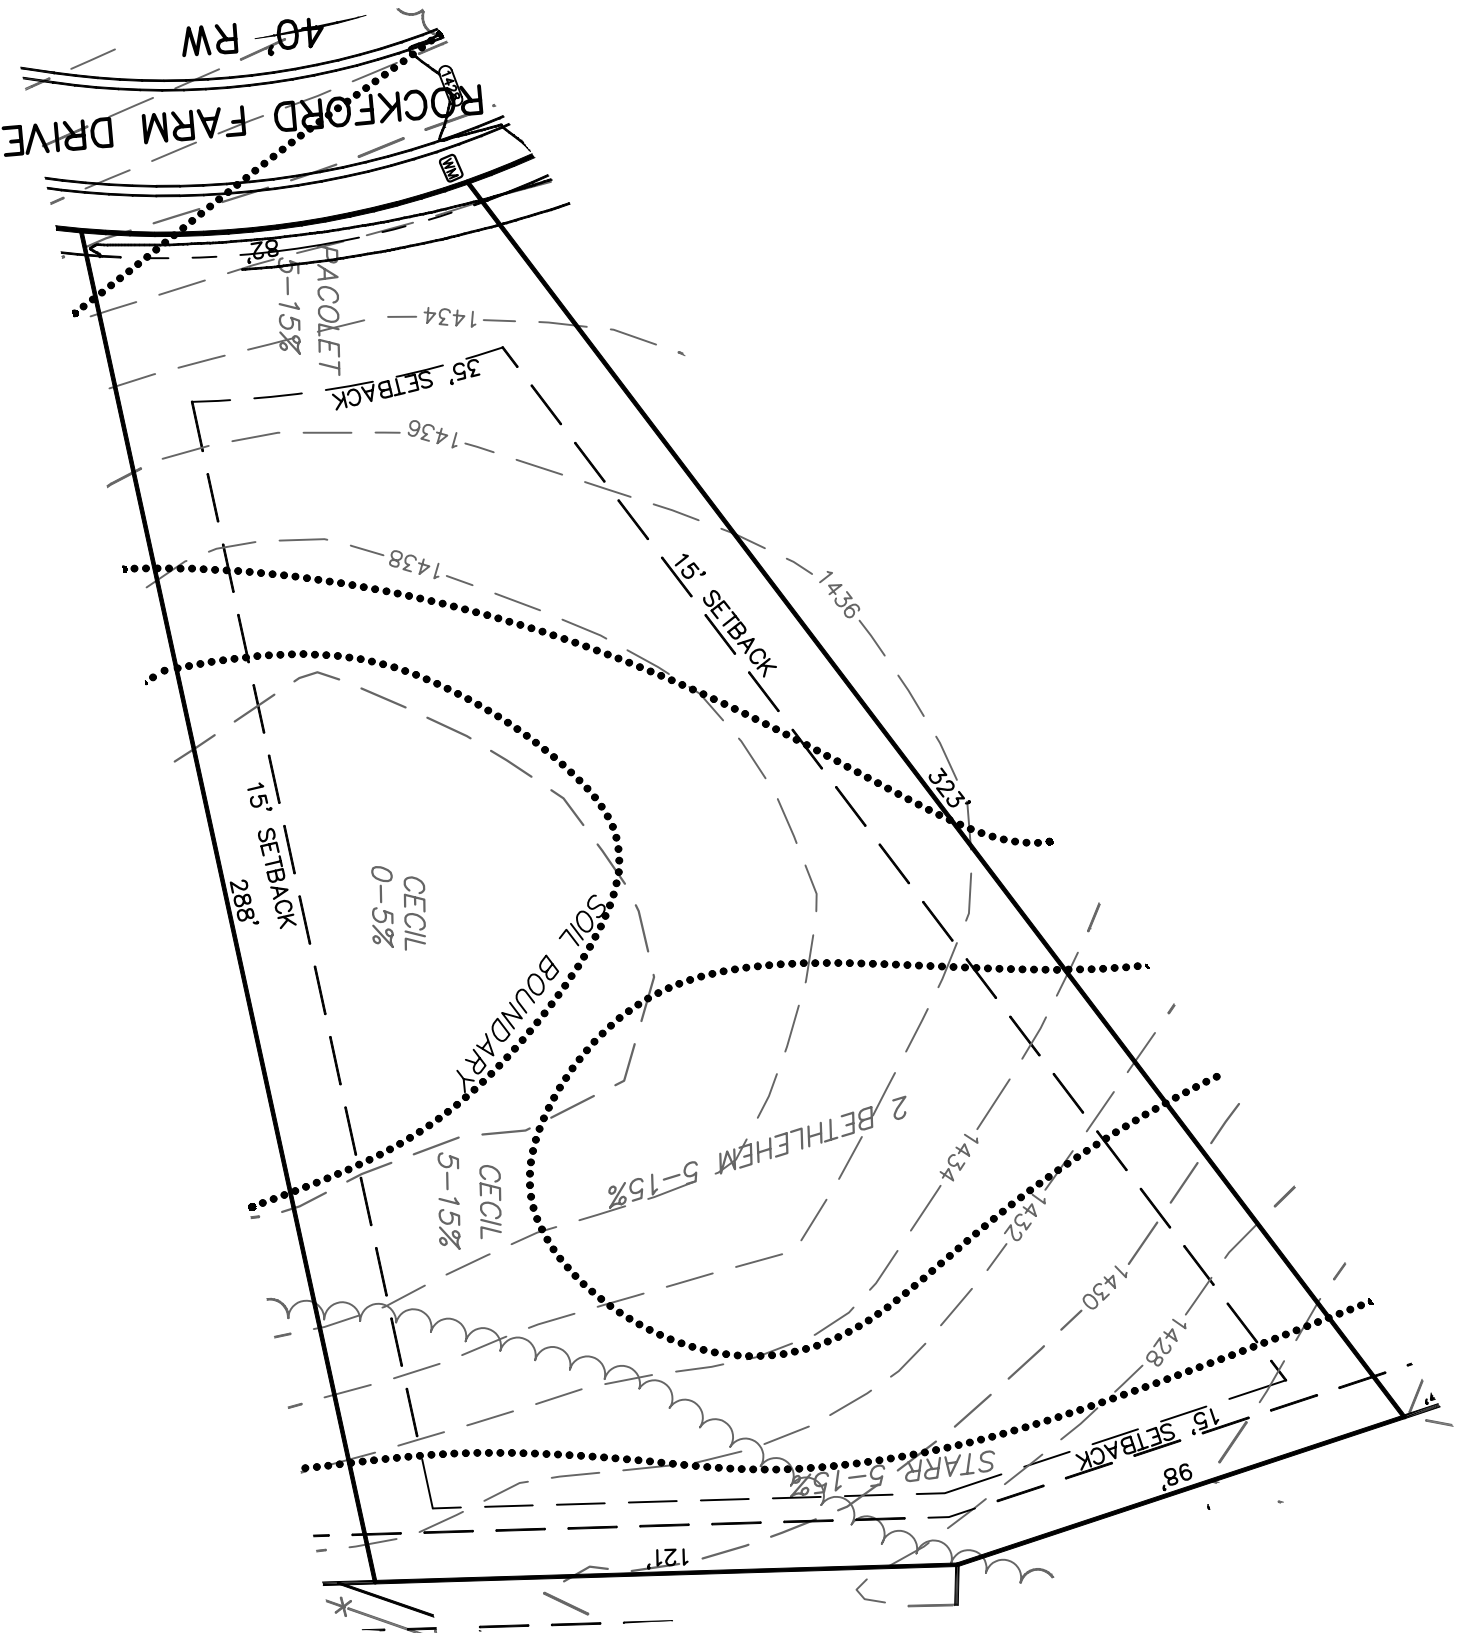 40' RW
ROCKFORD FARM DRIVE
1428
WM
82'
PACOLET
5-15%
1434
35' SETBACK
1436
1438
15' SETBACK
1436
323'
15' SETBACK
288'
CECIL
0-5%
SOIL BOUNDARY
2 BETHLEHEM 5-15%
CECIL
5-15%
1434
1432
1430
1428
STARR 5-15%
15' SETBACK
98'
121'